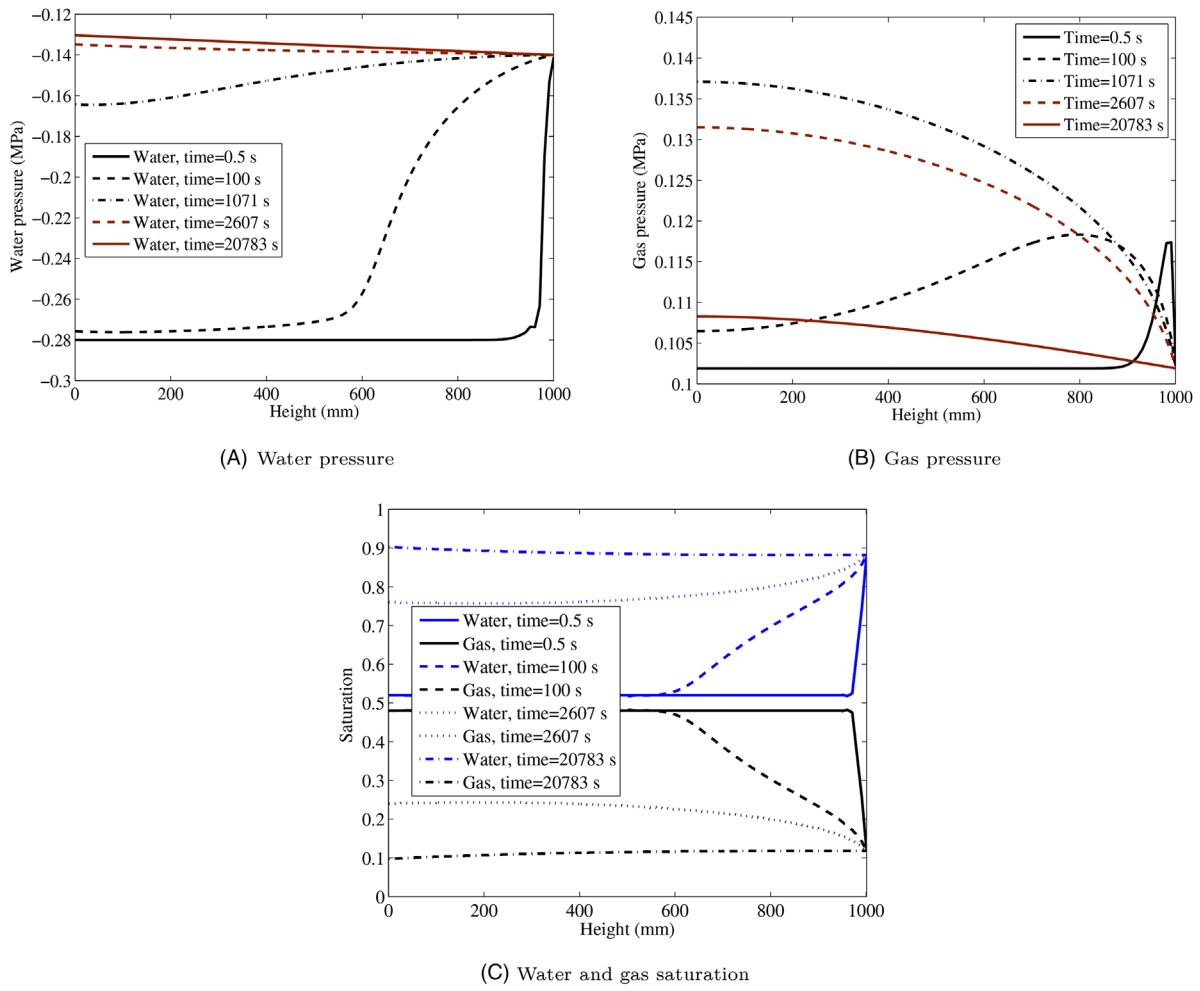 −0.12
−0.14
−0.16
−0.18
−0.2
−0.22
−0.24
−0.26
−0.28
−0.3
Water pressure (MPa)
Water, time=0.5 s
Water, time=100 s
Water, time=1071 s
Water, time=2607 s
Water, time=20783 s
0 200 400 600 800 1000
Height (mm)
(A) Water pressure
0.145
0.14
0.135
0.13
0.125
0.12
0.115
0.11
0.105
0.1
Gas pressure (MPa)
Time=0.5 s
Time=100 s
Time=1071 s
Time=2607 s
Time=20783 s
0 200 400 600 800 1000
Height (mm)
(B) Gas pressure
1
0.9
0.8
0.7
0.6
0.5
0.4
0.3
0.2
0.1
0
Saturation
Water, time=0.5 s
Gas, time=0.5 s
Water, time=100 s
Gas, time=100 s
Water, time=2607 s
Gas, time=2607 s
Water, time=20783 s
Gas, time=20783 s
0 200 400 600 800 1000
Height (mm)
(C) Water and gas saturation